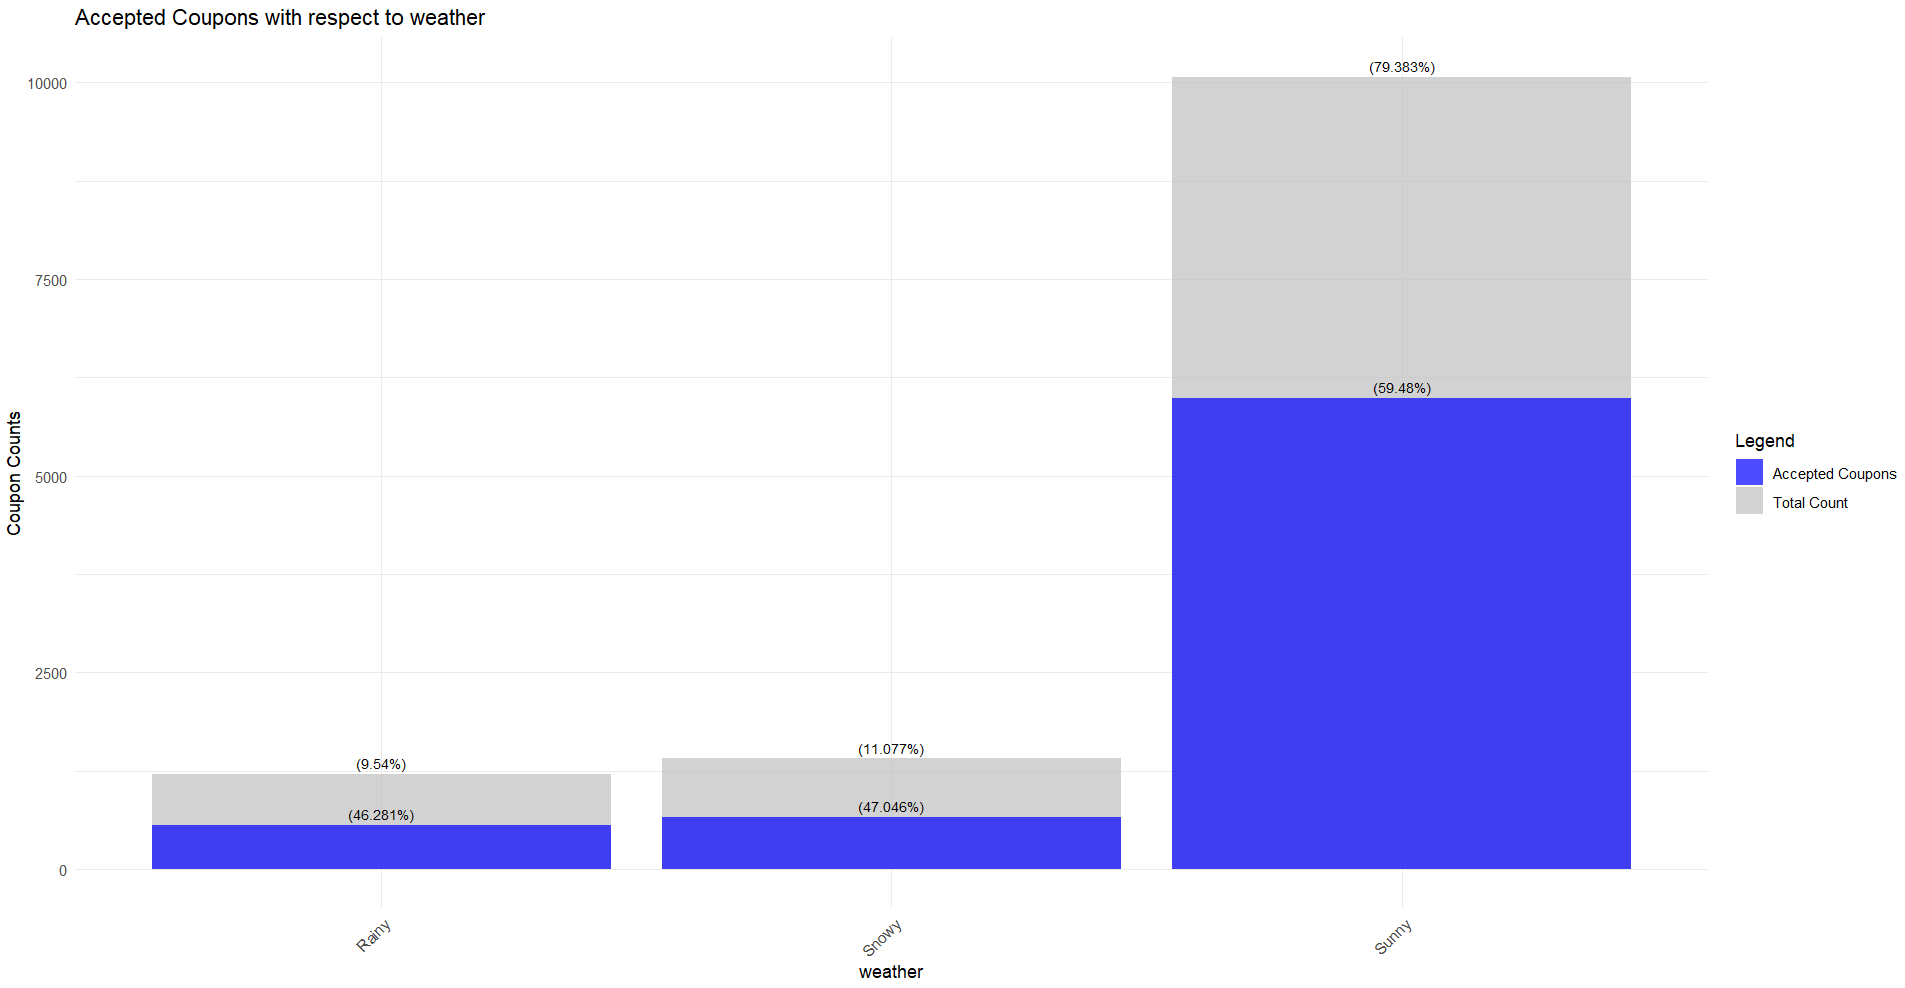 Accepted Coupons with respect to weather
(79.383%)
10000
7500
(59.48%)
Coupon Counts
Legend
Accepted Coupons
Total Count
5000
2500
(11.077%)
(9.54%)
(47.046%)
(46.281%)
0
Rainy
Snowy
Sunny
weather